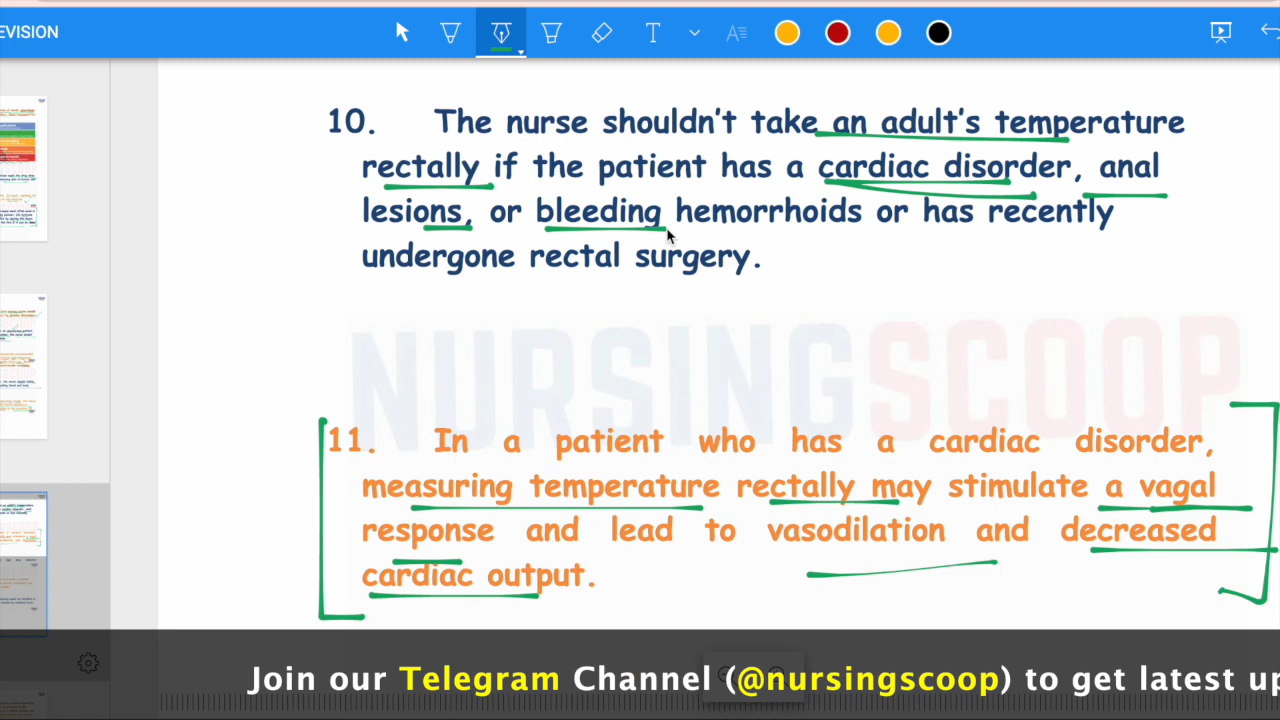 EVISION
10. The nurse shouldn't take an adult's temperature
rectally if the patient has a cardiac disorder, anal
lesions, or bleeding hemorrhoids or has recently
undergone rectal surgery.
NURSINGSCOOP
11. In a patient who has a cardiac disorder,
measuring temperature rectally may stimulate a vagal
response and lead to vasodilation and decreased
cardiac output.
Join our Telegram Channel (@nursingscoop) to get latest up